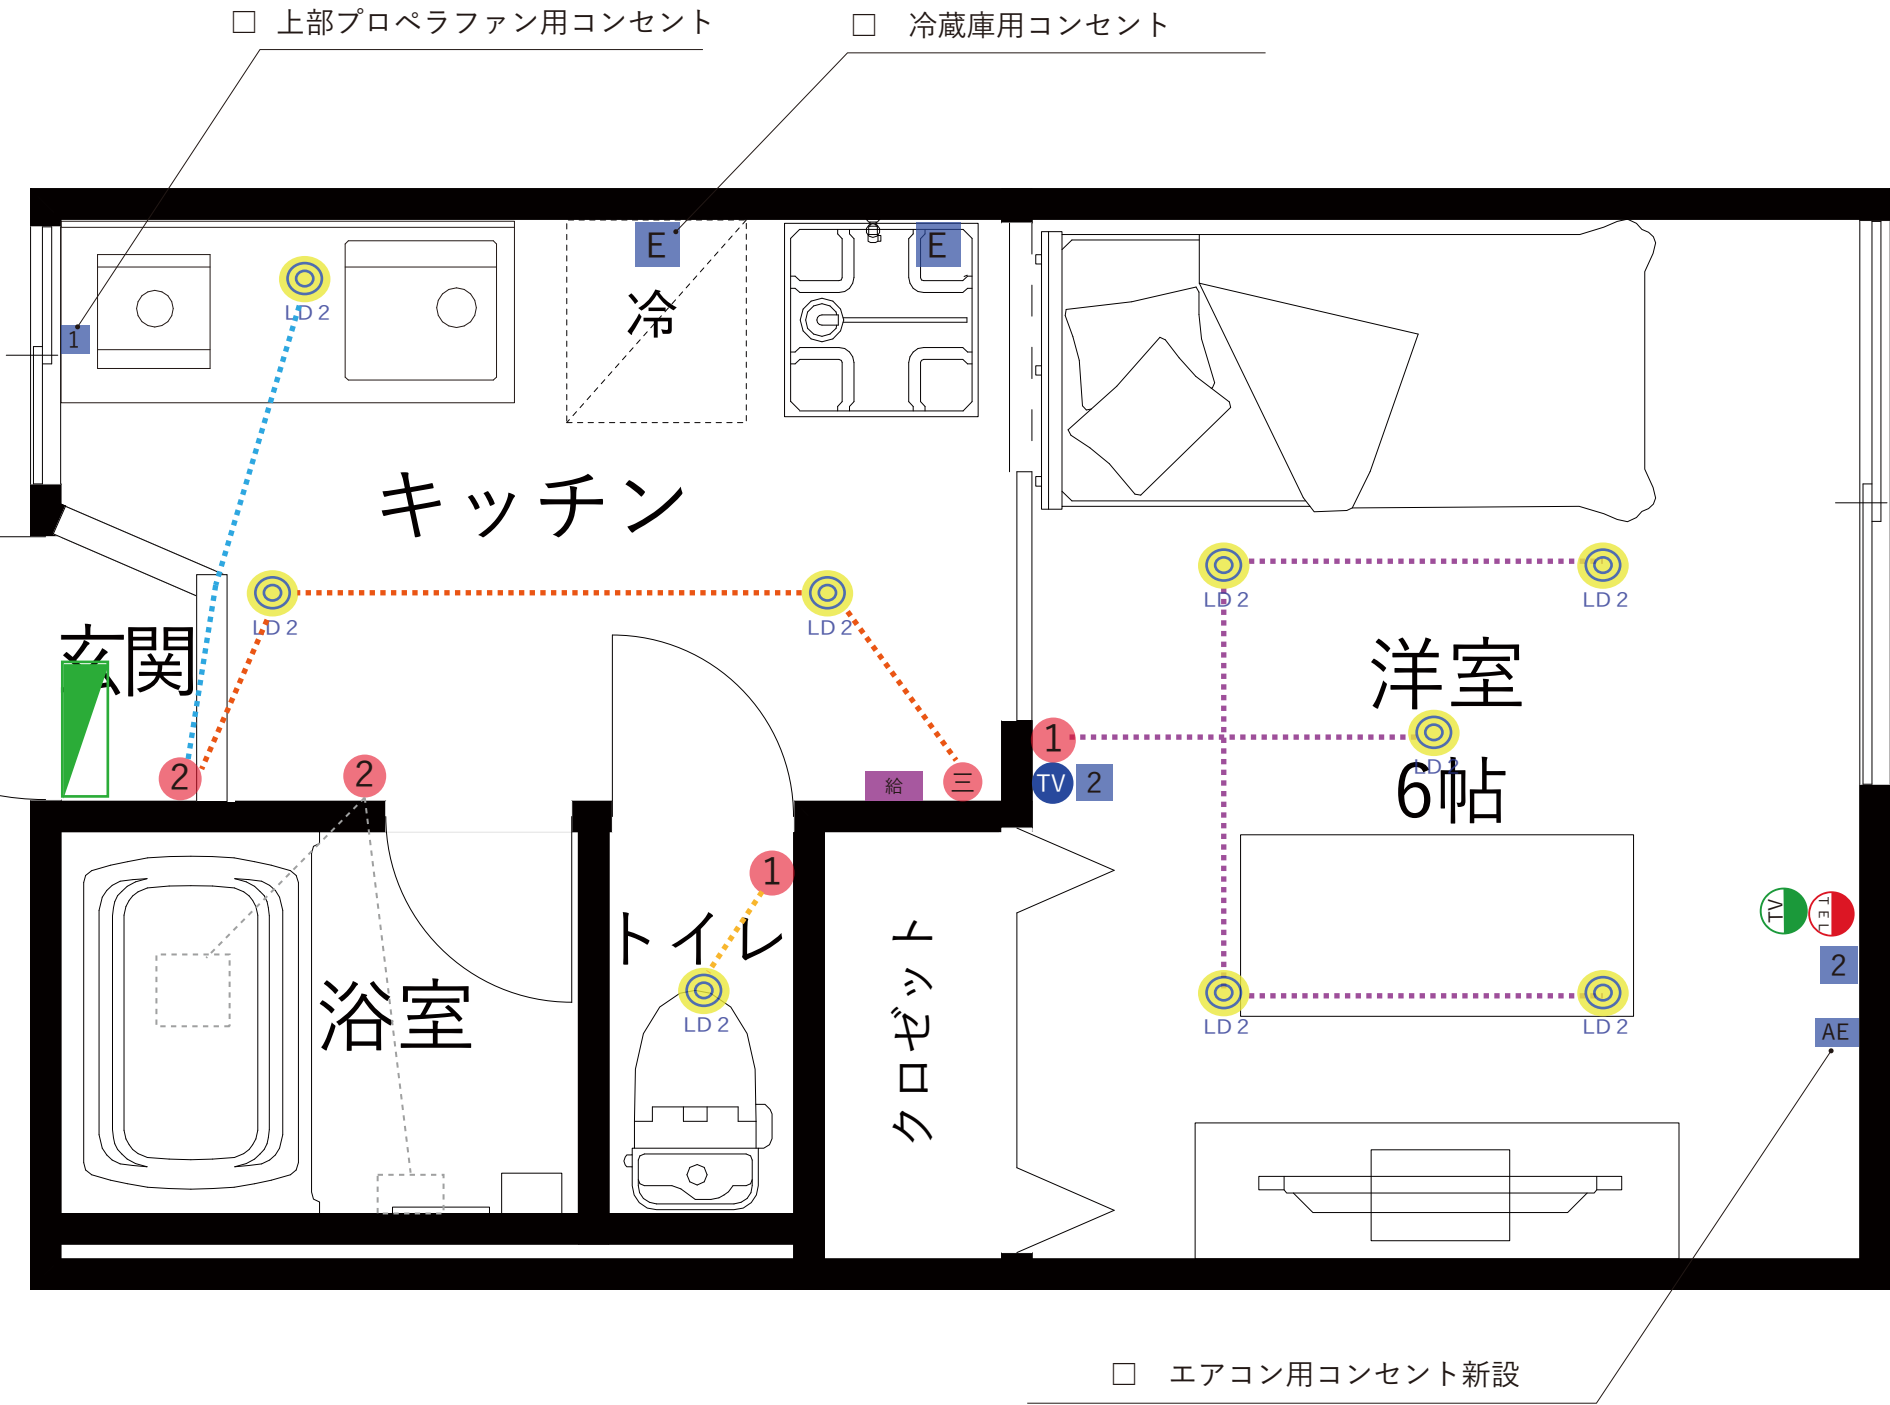 □ 上部プロペラファン用コンセント
□ 冷蔵庫用コンセント
E
E
LD 2
1
冷
キッチン
LD 2
LD 2
LD 2
LD 2
玄関
洋室
6帖
1
LD 2
2
2
給
三
TV
2
1
トイレ
TV
TEL
2
クロゼット
浴室
LD 2
LD 2
LD 2
AE
□ エアコン用コンセント新設